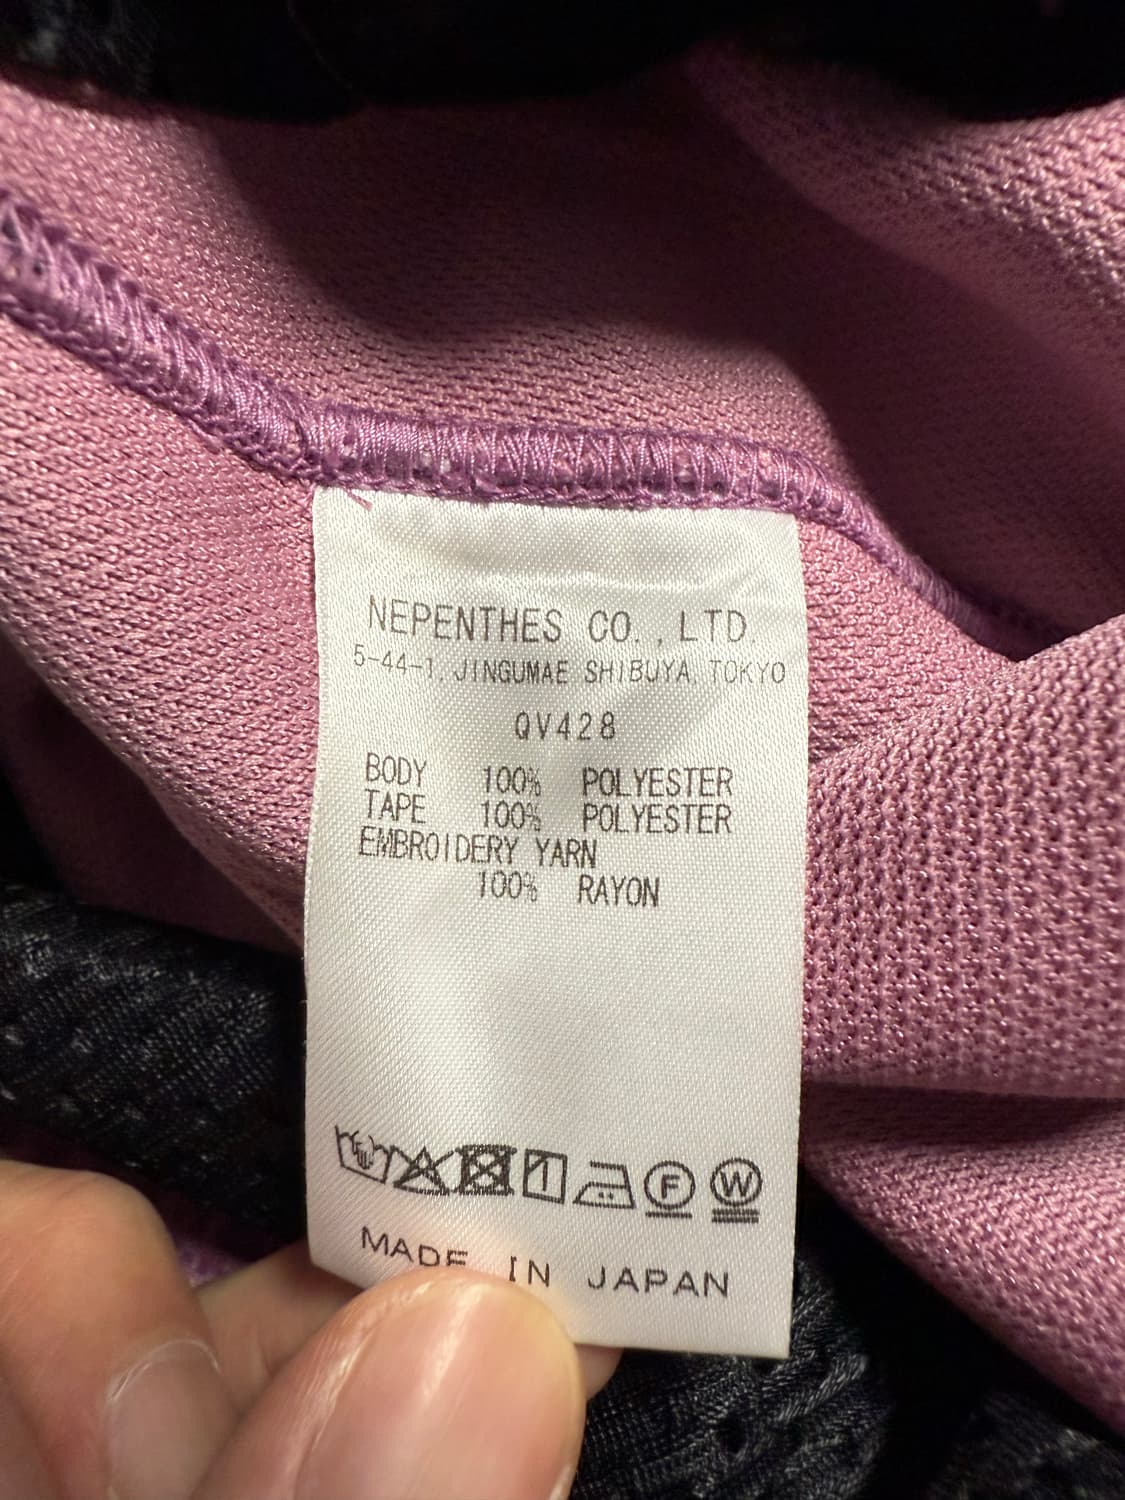 NEPENTHES CO.,LTD.
5-44-1, JINGUMAE SHIBUYA, TOKYO
QV428
BODY 100% POLYESTER
TAPE 100% POLYESTER
EMBROIDERY YARN
100% RAYON
F W
MADE IN JAPAN